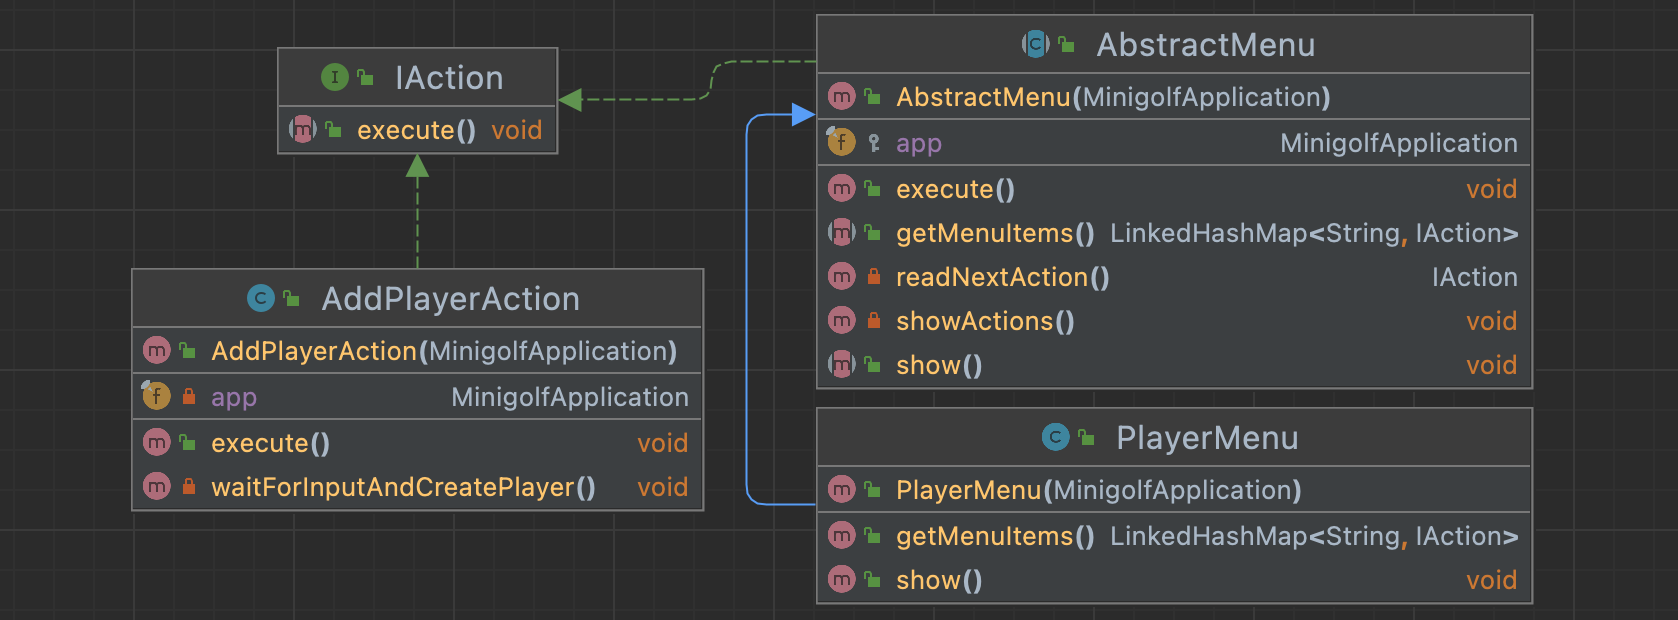 IAction
execute() void
AbstractMenu
AbstractMenu(MinigolfApplication)
app MinigolfApplication
execute() void
getMenuItems() LinkedHashMap<String, IAction>
readNextAction() IAction
showActions() void
show() void
AddPlayerAction
AddPlayerAction(MinigolfApplication)
app MinigolfApplication
execute() void
waitForInputAndCreatePlayer() void
PlayerMenu
PlayerMenu(MinigolfApplication)
getMenuItems() LinkedHashMap<String, IAction>
show() void